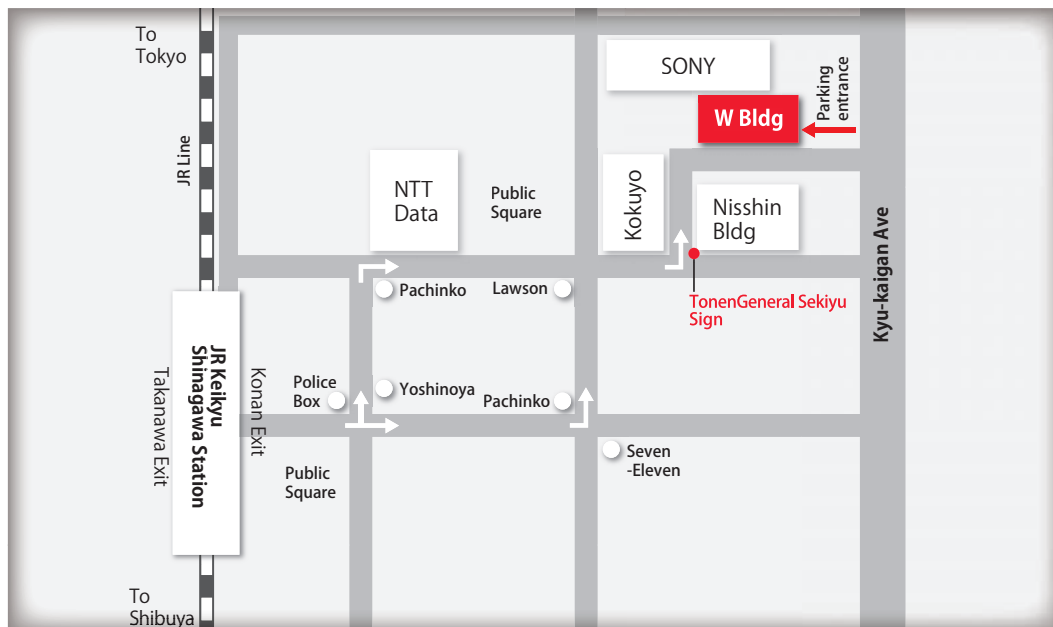 To
Tokyo
JR Line
SONY
W Bldg
Parking
entrance
NTT
Data
Public
Square
Kokuyo
Nisshin
Bldg
Kyu-kaigan Ave
Pachinko
Lawson
TonenGeneral Sekiyu
Sign
JR Keikyu
Shinagawa Station
Takanawa Exit
Konan Exit
Police
Box
Yoshinoya
Pachinko
Public
Square
Seven
-Eleven
To
Shibuya